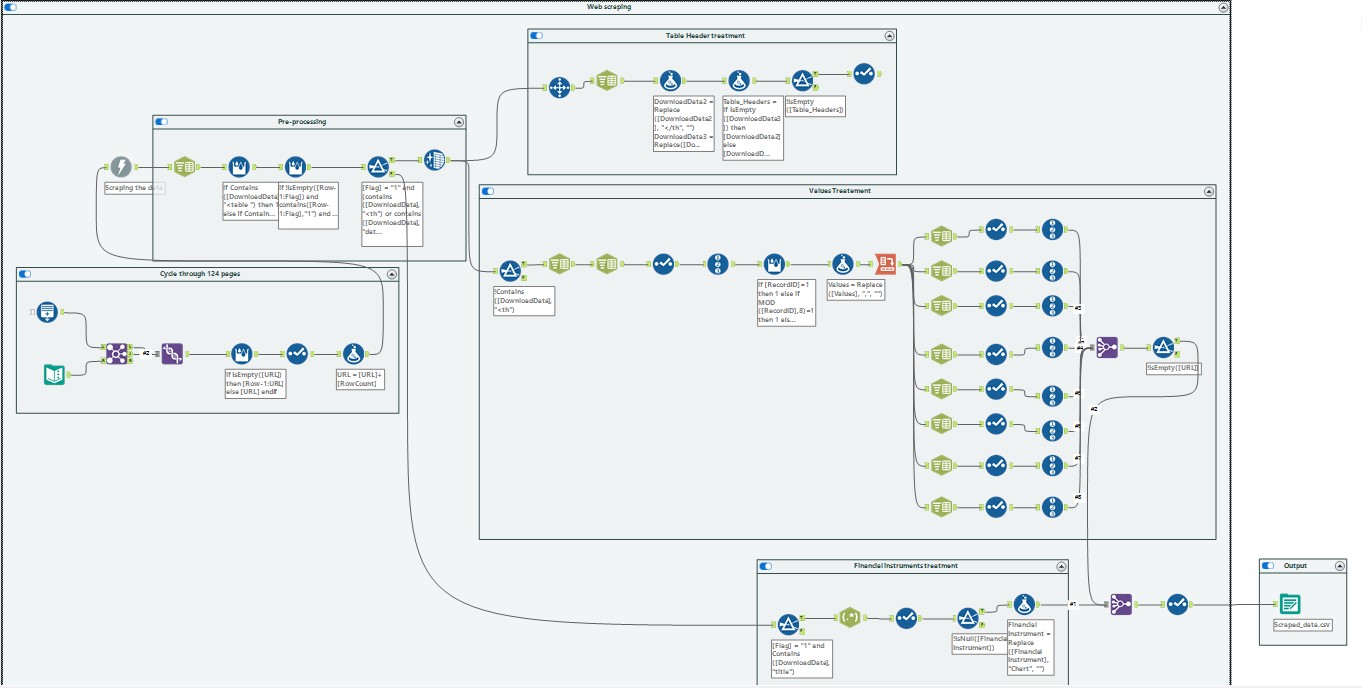 Web scraping
Table Header treatment
DownloadData2 =
Replace
([DownloadData2
], "</th", "")
DownloadData3 =
Replace([Do...
Table_Headers =
if IsEmpty
([DownloadData3
]) then
[DownloadData2]
else
[DownloadD...
!IsEmpty
([Table_Headers])
Pre-processing
Scraping the data
if Contains
([DownloadData
"<table ") then 1
else if Contain...
if !IsEmpty([Row-
1:Flag]) and
contains([Row-
1:Flag],"1") and ...
[Flag] = "1" and
(contains
([DownloadData],
"<th") or contains
([DownloadData],
"dat...
Cycle through 124 pages
#2
if IsEmpty([URL])
then [Row-1:URL]
else [URL] endif
URL = [URL]+
[RowCount]
Values Treatement
!Contains
([DownloadData],
"<th")
if [RecordID]=1
then 1 else if
MOD
([RecordID],8)=1
then 1 els...
Values = Replace
([Values], ",", "")
#3
#6
#7
#8
!IsEmpty([URL])
#2
Financial Instruments treatment
[Flag] = "1" and
Contains
([DownloadData],
"title")
!IsNull([Financial
Instrument])
Financial
Instrument =
Replace
([Financial
Instrument],
"Chart", "")
#1
Output
Scraped_data.csv